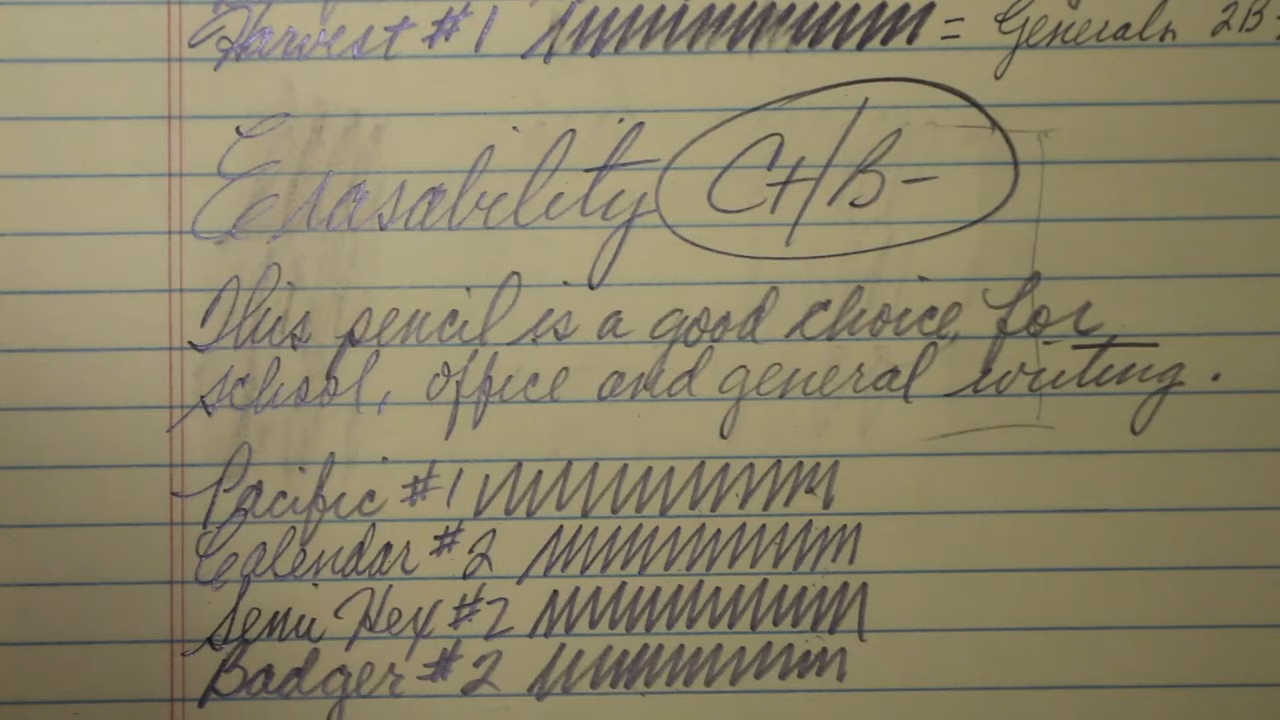 Harvest #1 = Generals 2B
Erasability C+/B-
This pencil is a good choice for
school, office and general writing.
Pacific #1
Calendar #2
Semi Hex #2
Badger #2